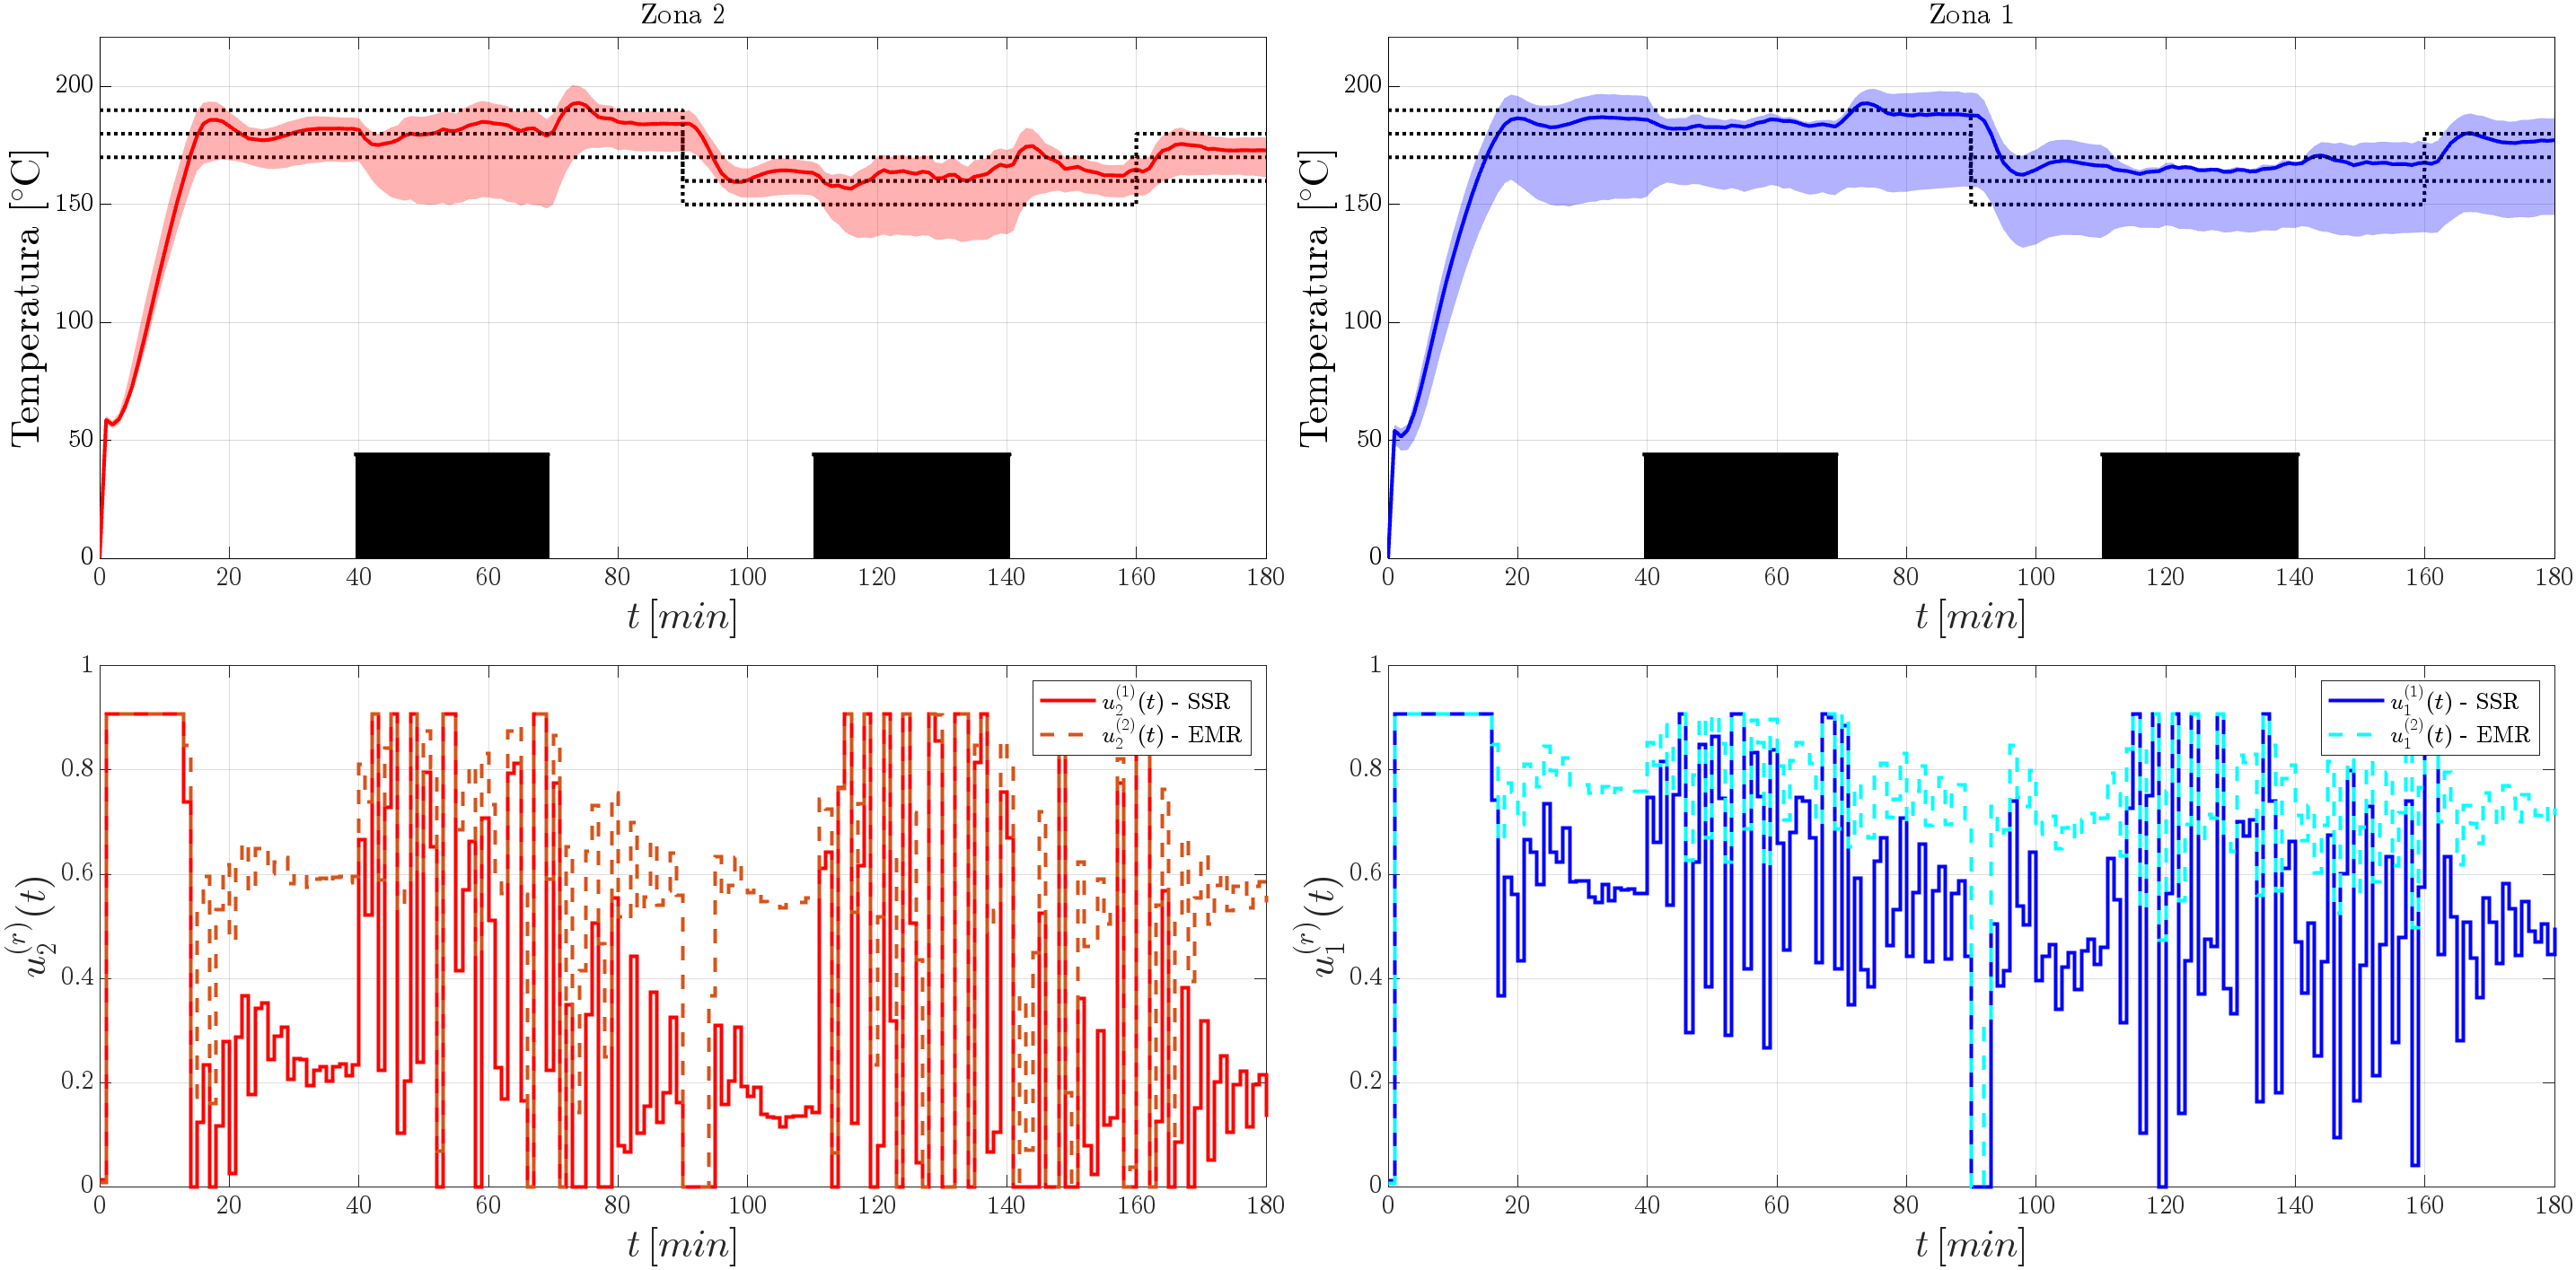 Zona 2
Temperatura [°C]
200
150
100
50
0
0 20 40 60 80 100 120 140 160 180
t [min]
Zona 1
Temperatura [°C]
200
150
100
50
0
0 20 40 60 80 100 120 140 160 180
t [min]
u_2^{(r)}(t)
1
0.8
0.6
0.4
0.2
0
u_2^{(1)}(t) - SSR
u_2^{(2)}(t) - EMR
0 20 40 60 80 100 120 140 160 180
t [min]
u_1^{(r)}(t)
1
0.8
0.6
0.4
0.2
0
u_1^{(1)}(t) - SSR
u_1^{(2)}(t) - EMR
0 20 40 60 80 100 120 140 160 180
t [min]